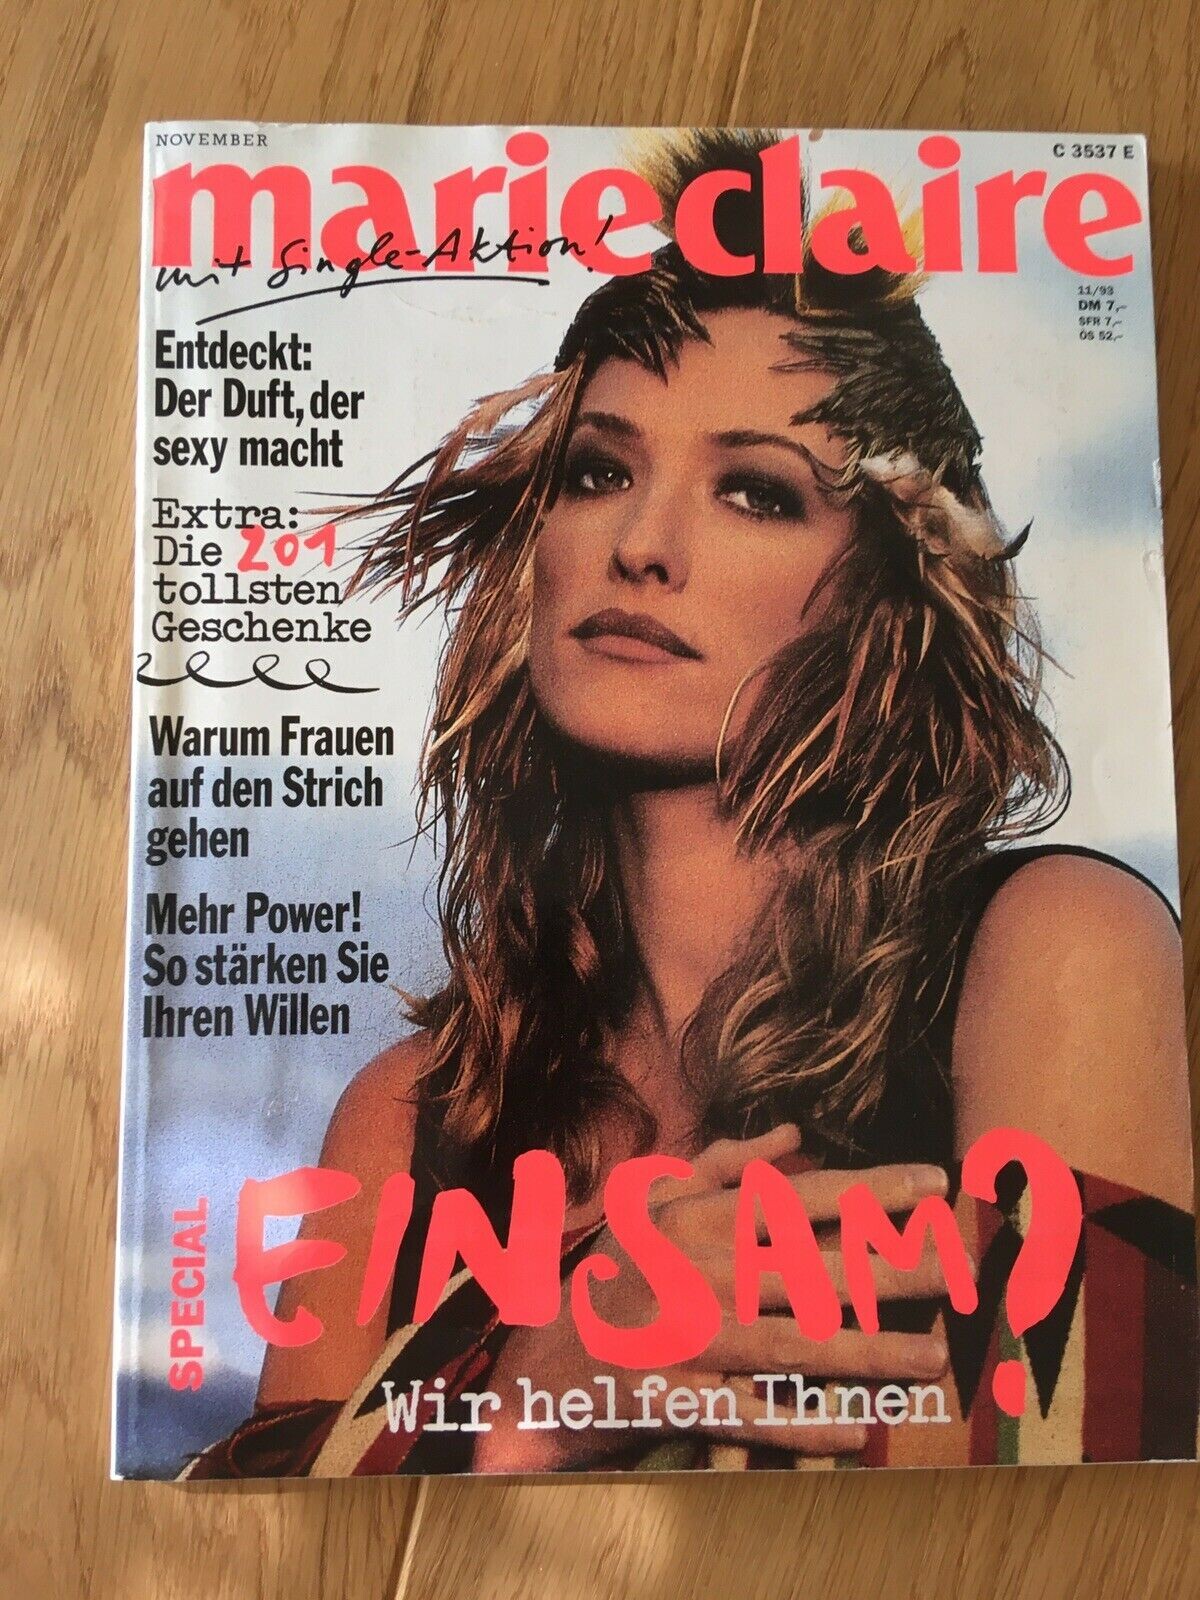 NOVEMBER
marie claire
C 3537 E
mit Single-Aktion!
11/93
DM 7,-
SFR 7,-
ÖS 52,-
Entdeckt:
Der Duft, der
sexy macht
Extra:
Die 201
tollsten
Geschenke
Warum Frauen
auf den Strich
gehen
Mehr Power!
So stärken Sie
Ihren Willen
SPECIAL
EINSAM?
Wir helfen Ihnen